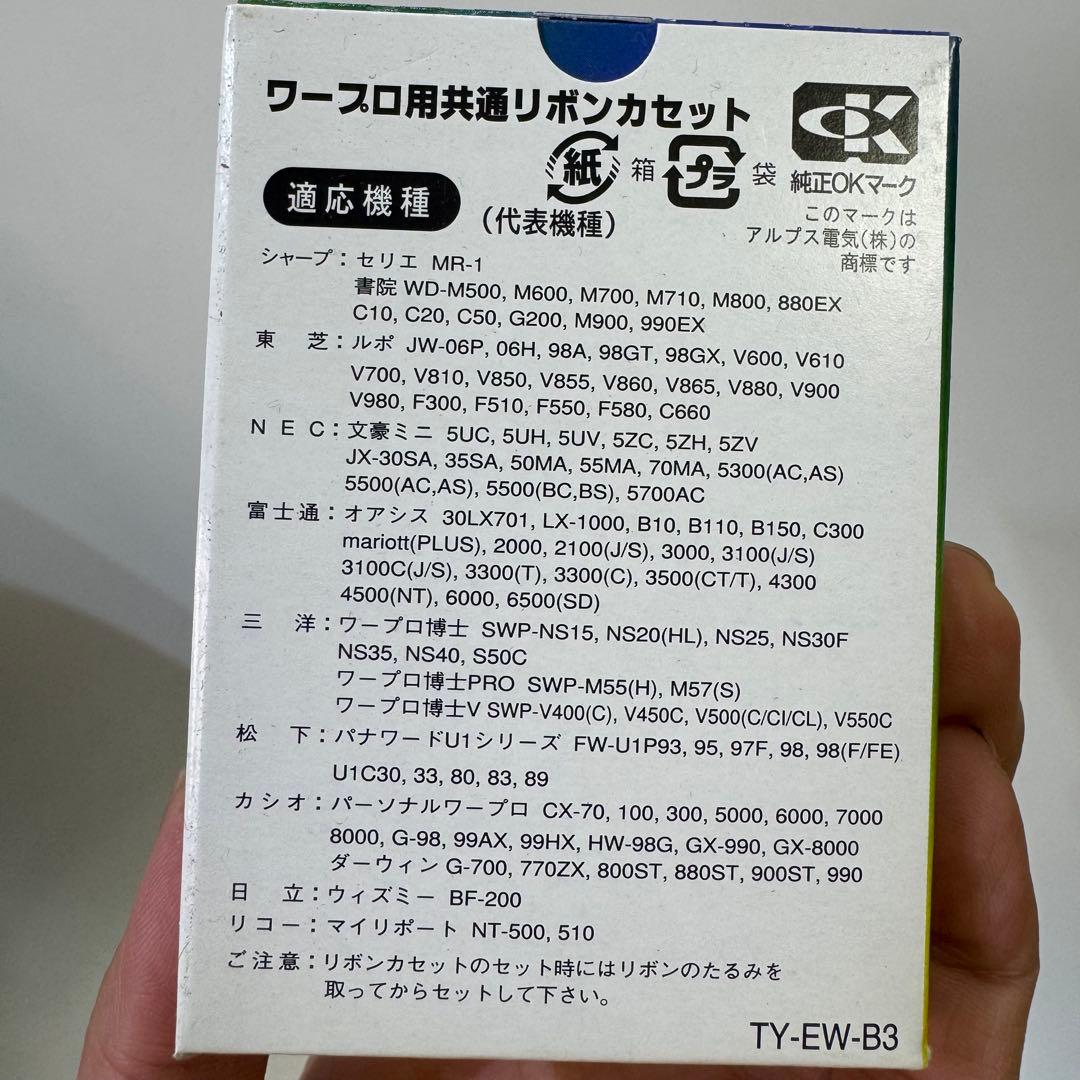 ワープロ用共通リボンカセット
OK
紙 箱 プラ 袋
純正OKマーク
このマークは
アルプス電気(株)の
商標です
適応機種
(代表機種)
シャープ:セリエ MR-1
書院 WD-M500, M600, M700, M710, M800, 880EX
C10, C20, C50, G200, M900, 990EX
東芝:ルポ JW-06P, 06H, 98A, 98GT, 98GX, V600, V610
V700, V810, V850, V855, V860, V865, V880, V900
V980, F300, F510, F550, F580, C660
NEC:文豪ミニ 5UC, 5UH, 5UV, 5ZC, 5ZH, 5ZV
JX-30SA, 35SA, 50MA, 55MA, 70MA, 5300(AC,AS)
5500(AC,AS), 5500(BC,BS), 5700AC
富士通:オアシス 30LX701, LX-1000, B10, B110, B150, C300
mariott(PLUS), 2000, 2100(J/S), 3000, 3100(J/S)
3100C(J/S), 3300(T), 3300(C), 3500(CT/T), 4300
4500(NT), 6000, 6500(SD)
三洋:ワープロ博士 SWP-NS15, NS20(HL), NS25, NS30F
NS35, NS40, S50C
ワープロ博士PRO SWP-M55(H), M57(S)
ワープロ博士V SWP-V400(C), V450C, V500(C/CI/CL), V550C
松下:パナワードU1シリーズ FW-U1P93, 95, 97F, 98, 98(F/FE)
U1C30, 33, 80, 83, 89
カシオ:パーソナルワープロ CX-70, 100, 300, 5000, 6000, 7000
8000, G-98, 99AX, 99HX, HW-98G, GX-990, GX-8000
ダーウィン G-700, 770ZX, 800ST, 880ST, 900ST, 990
日立:ウィズミー BF-200
リコー:マイリポート NT-500, 510
ご注意:リボンカセットのセット時にはリボンのたるみを
取ってからセットして下さい。
TY-EW-B3